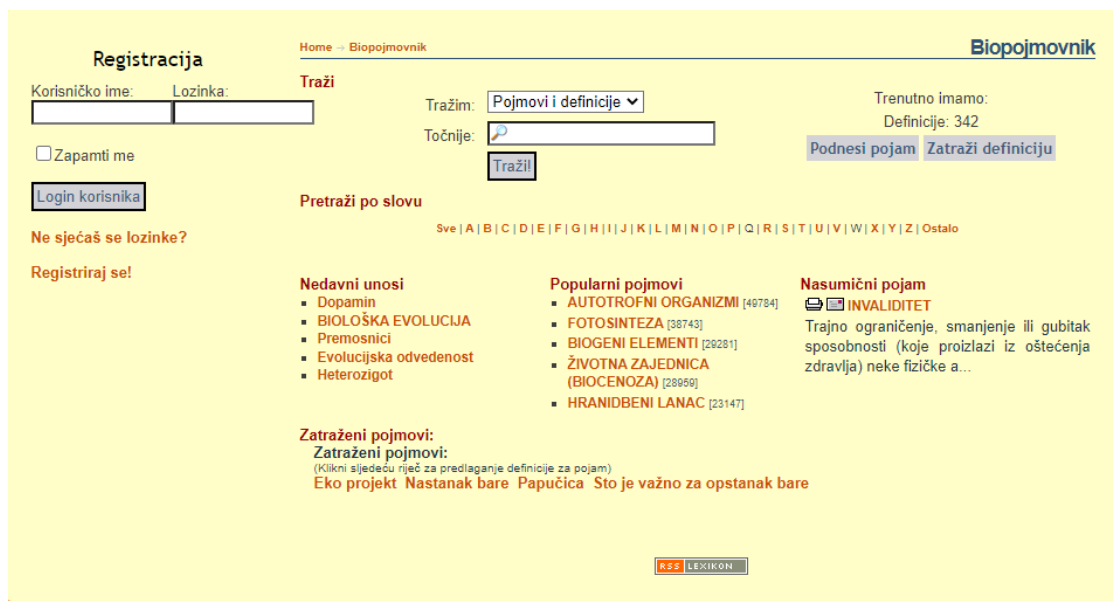 Registracija
Korisničko ime: Lozinka:
Zapamti me
Login korisnika
Ne sjećaš se lozinke?
Registriraj se!
Home → Biopojmovnik
Biopojmovnik
Traži
Tražim: Pojmovi i definicije
Točnije:
Traži!
Trenutno imamo:
Definicije: 342
Podnesi pojam Zatraži definiciju
Pretraži po slovu
Sve | A | B | C | D | E | F | G | H | I | J | K | L | M | N | O | P | Q | R | S | T | U | V | W | X | Y | Z | Ostalo
Nedavni unosi
Dopamin
BIOLOŠKA EVOLUCIJA
Premosnici
Evolucijska odvedenost
Heterozigot
Popularni pojmovi
AUTOTROFNI ORGANIZMI [49784]
FOTOSINTEZA [38743]
BIOGENI ELEMENTI [29281]
ŽIVOTNA ZAJEDNICA
(BIOCENOZA) [28969]
HRANIDBENI LANAC [23147]
Nasumični pojam
INVALIDITET
Trajno ograničenje, smanjenje ili gubitak
sposobnosti (koje proizlazi iz oštećenja
zdravlja) neke fizičke a...
Zatraženi pojmovi:
Zatraženi pojmovi:
(Klikni sljedeću riječ za predlaganje definicije za pojam)
Eko projekt Nastanak bare Papučica Sto je važno za opstanak bare
RSS LEXIKON